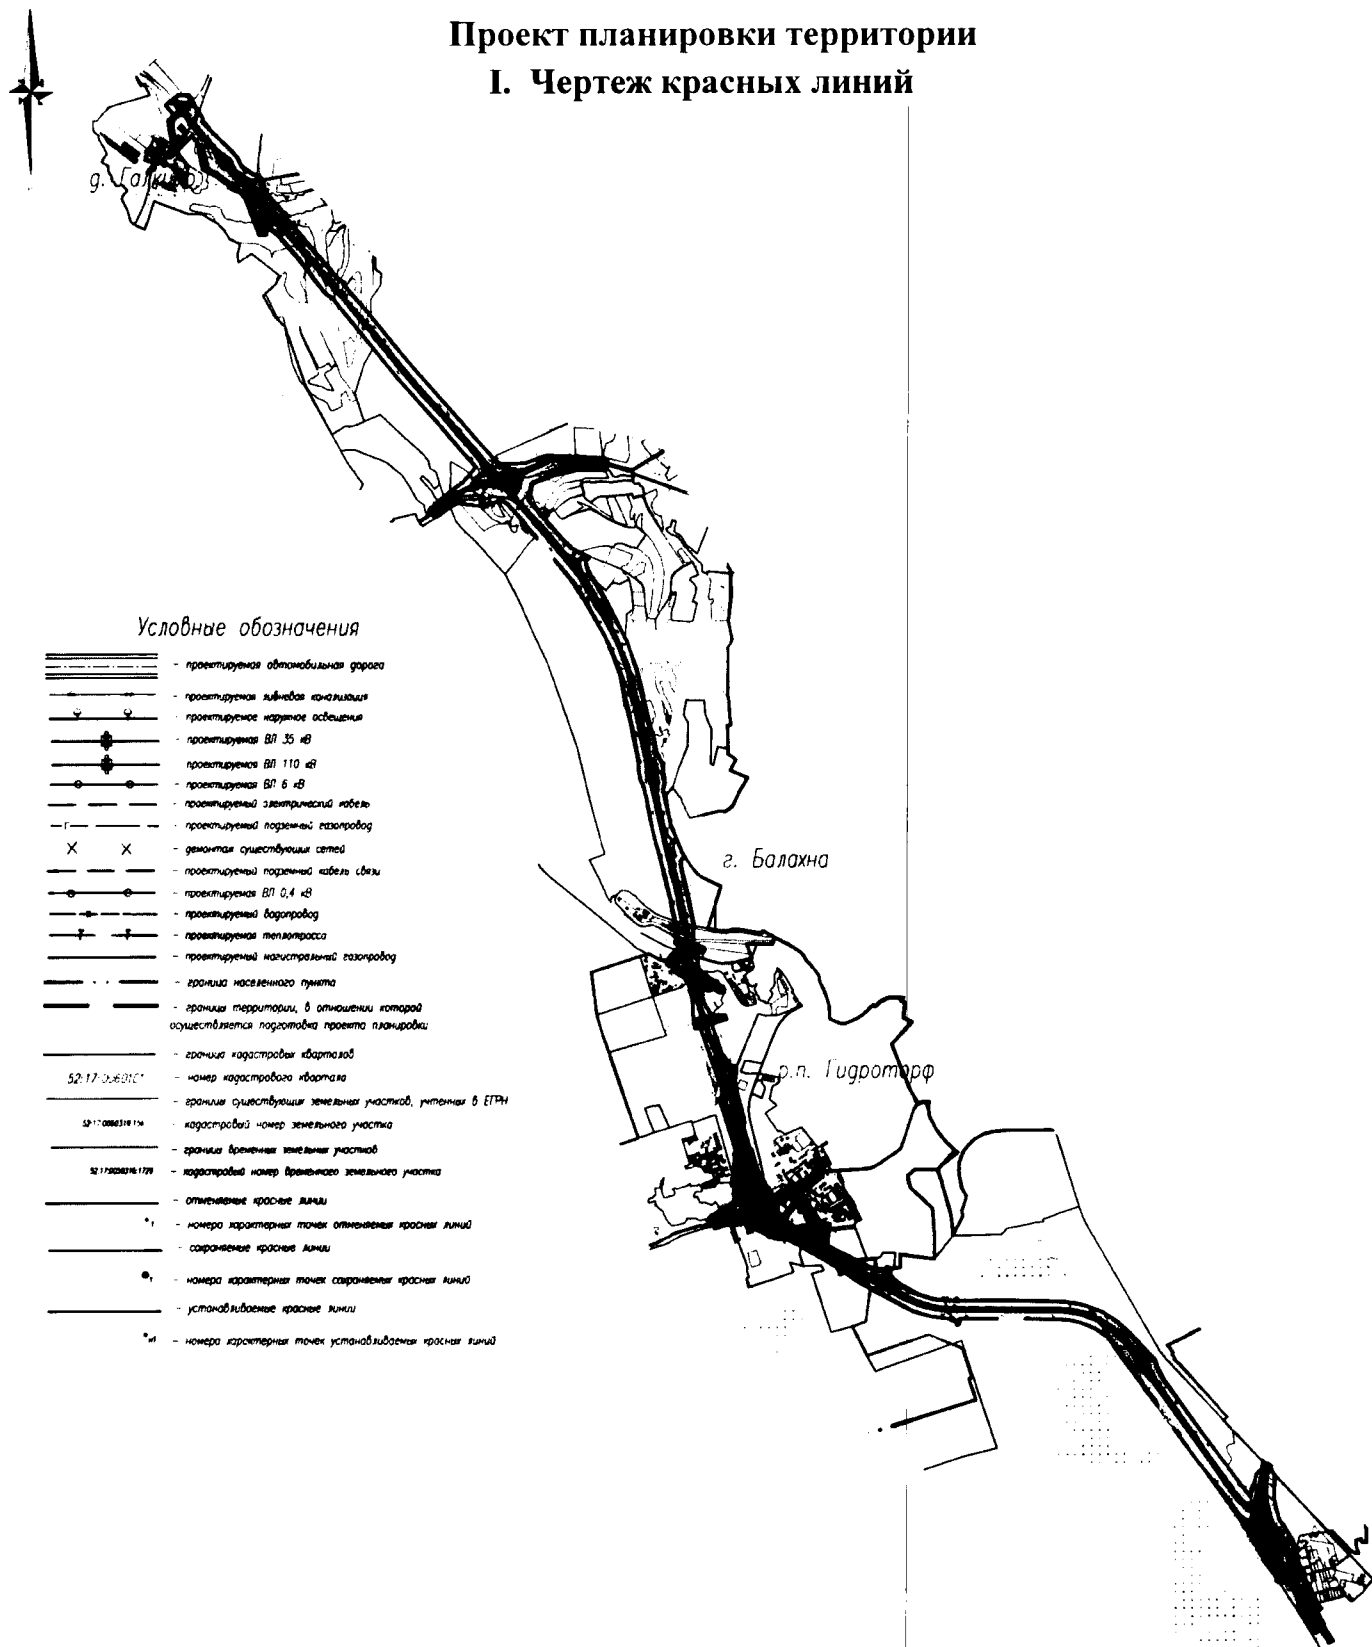 Проект планировки территории
I. Чертеж красных линий
д. Галкино
Условные обозначения
- проектируемая автомобильная дорога
- проектируемая ливневая канализация
- проектируемое наружное освещения
- проектируемая ВЛ 35 кВ
проектируемая ВЛ 110 кВ
- проектируемая ВЛ 6 кВ
- проектируемый электрический кабель
Г
- проектируемый подземный газопровод
- демонтаж существующих сетей
- проектируемый подземный кабель связи
- проектируемая ВЛ 0,4 кВ
- проектируемый водопровод
- проектируемая теплотрасса
- проектируемый магистральный газопровод
- граница населенного пункта
- границы территории, в отношении которой
осуществляется подготовка проекта планировки
- граница кадастровых кварталов
- номер кадастрового квартала
- границы существующих земельных участков, учтенных в ЕГРН
- кадастровый номер земельного участка
- границы временных земельных участков
- кадастровый номер временного земельного участка
- отменяемые красные линии
- номера характерных точек отменяемых красных линий
- сохраняемые красные линии
- номера характерных точек сохраняемых красных линий
- устанавливаемые красные линии
- номера характерных точек устанавливаемых красных линий
г. Балахна
р.п. Гидроторф